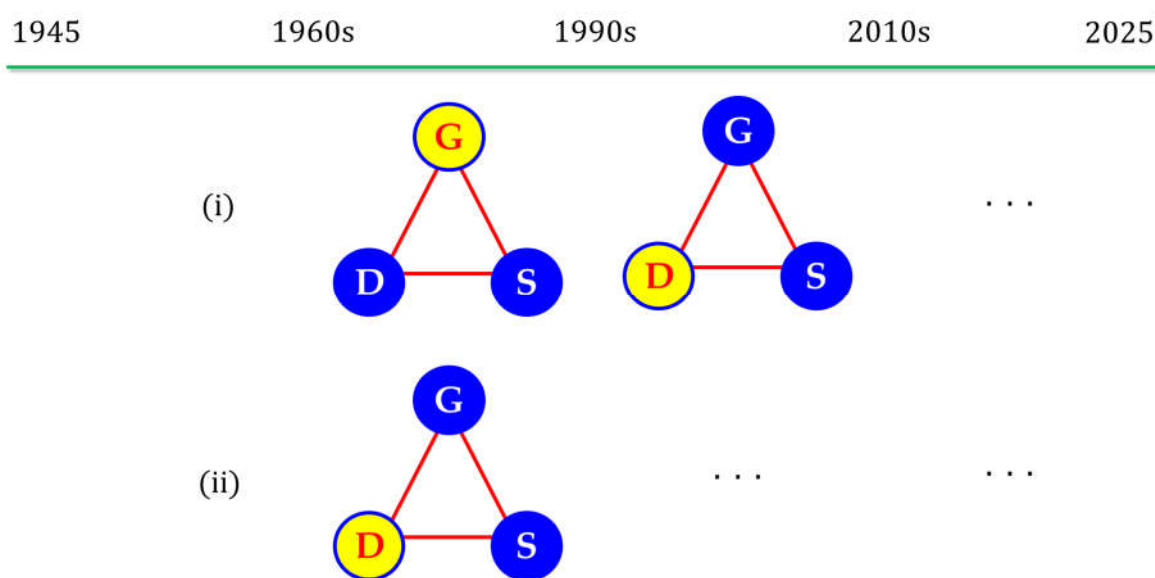 1945 1960s 1990s 2010s 2025
G G
(i) . . .
D S D S
G
(ii) . . . . . .
D S